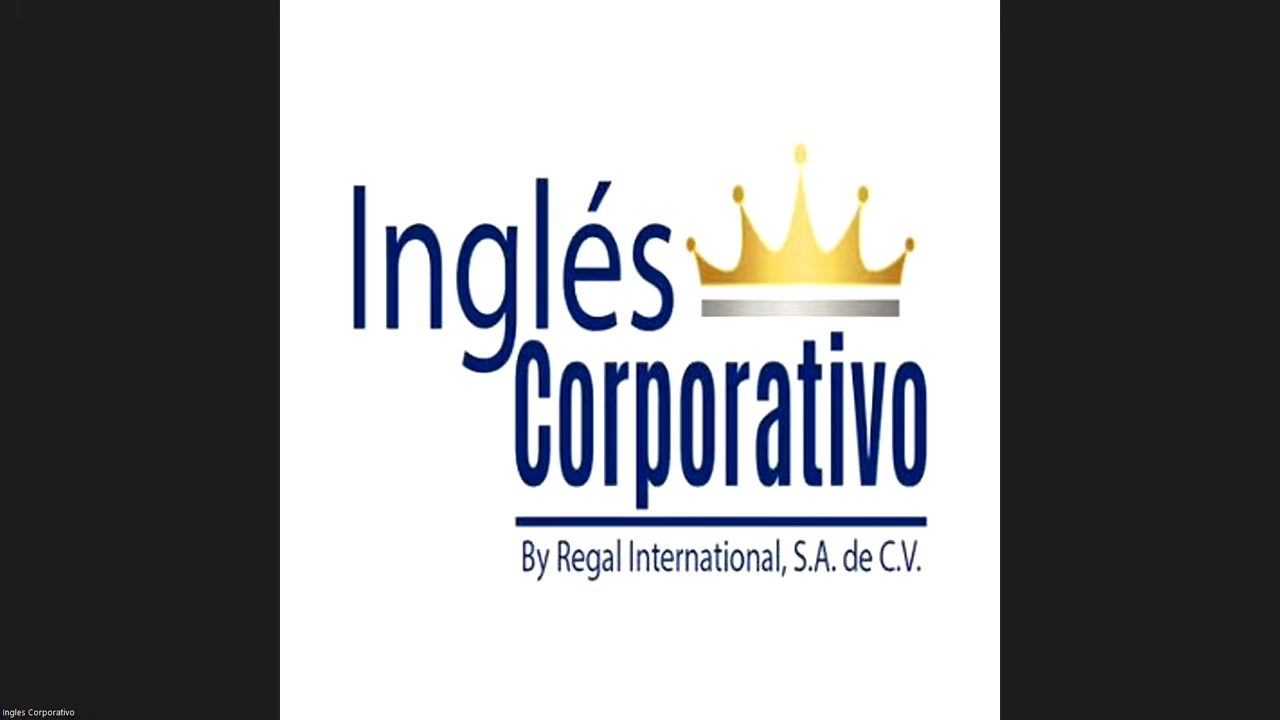 Inglés
Corporativo
By Regal International, S.A. de C.V.
Ingles Corporativo